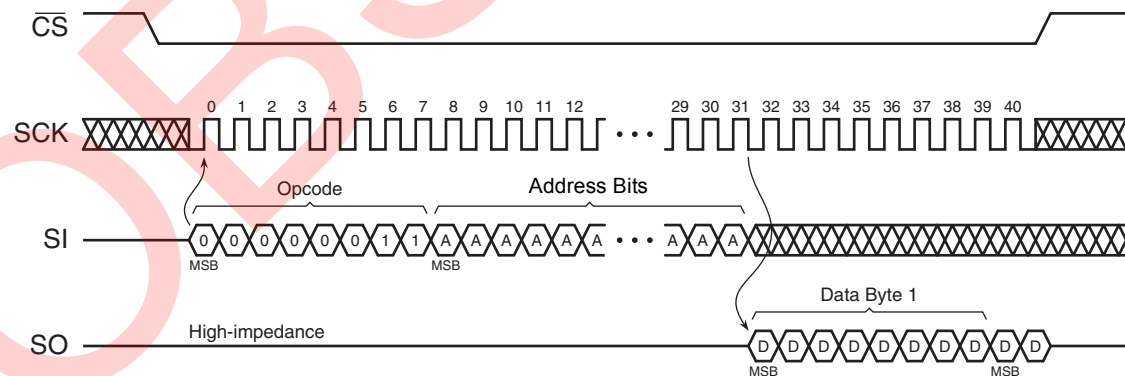 CS
0 1 2 3 4 5 6 7 8 9 10 11 12 29 30 31 32 33 34 35 36 37 38 39 40
SCK
Opcode Address Bits
SI 0 0 0 0 0 0 1 1 A A A A A A A A A
MSB MSB
Data Byte 1
High-impedance
SO D D D D D D D D D D
MSB MSB